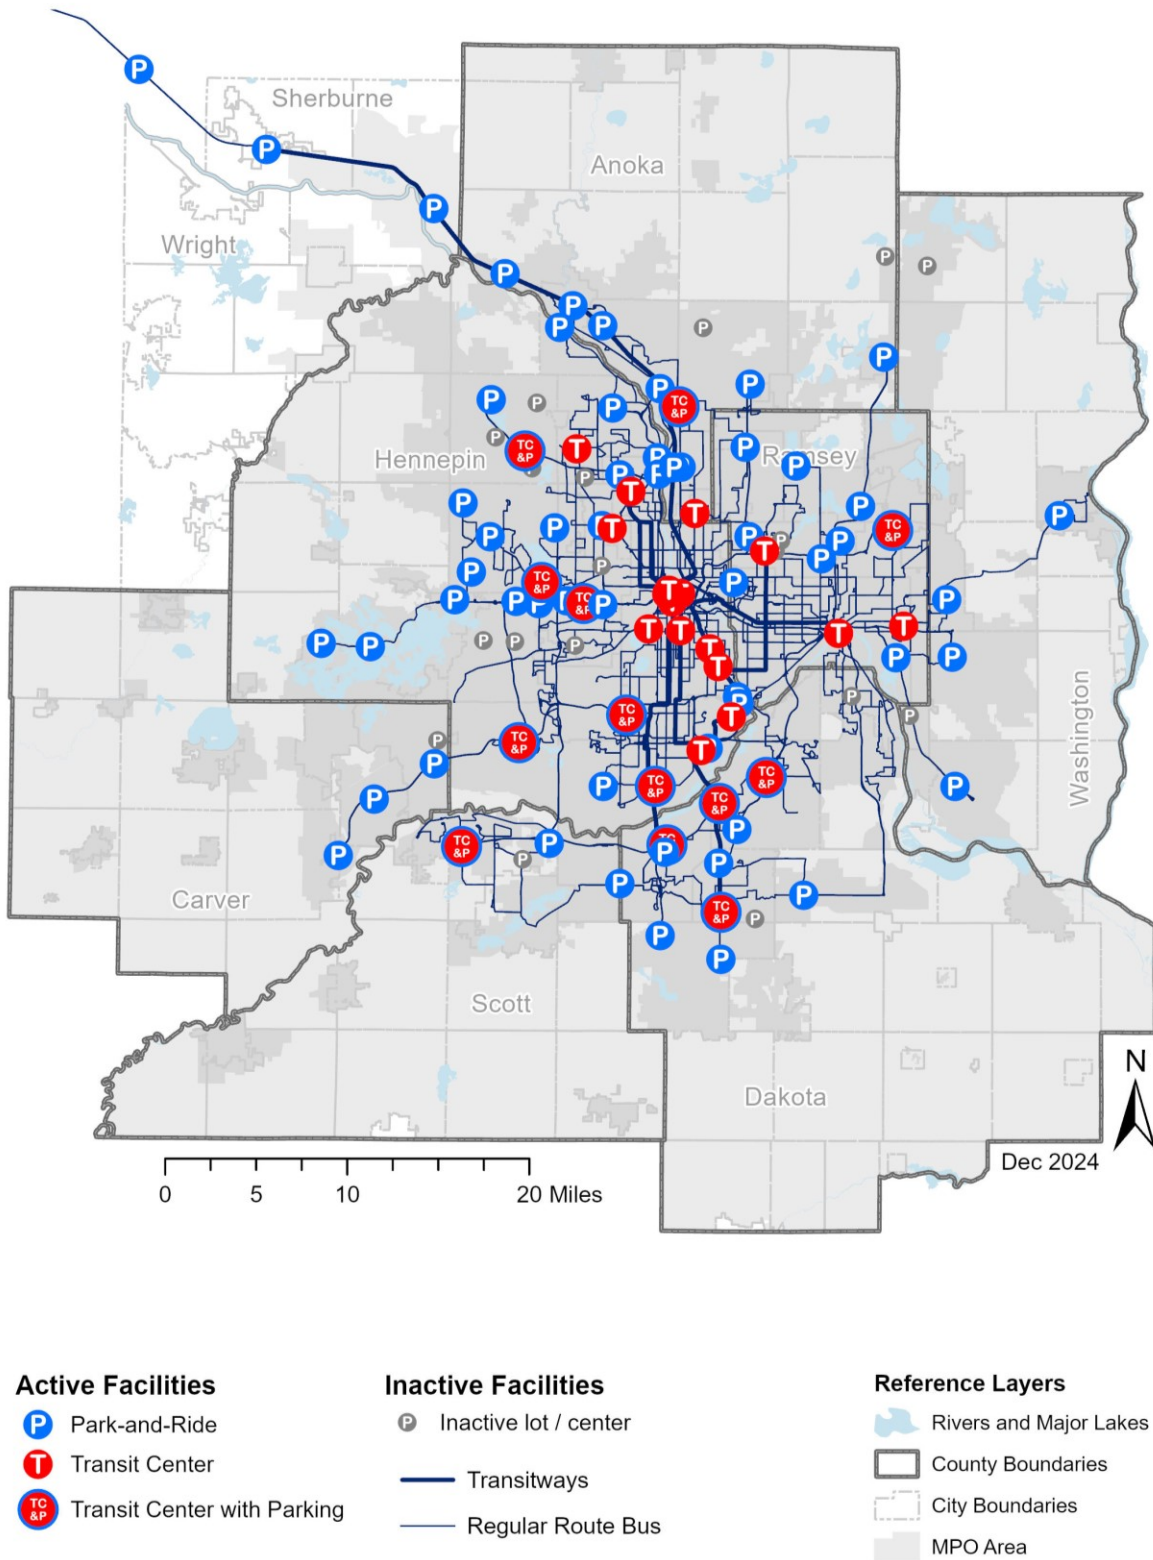 Sherburne
Anoka
Wright
Hennepin
Ramsey
Washington
Carver
Scott
Dakota
N
Dec 2024
0 5 10 20 Miles
Active Facilities
P Park-and-Ride
T Transit Center
TC &P Transit Center with Parking
Inactive Facilities
P Inactive lot / center
Transitways
Regular Route Bus
Reference Layers
Rivers and Major Lakes
County Boundaries
City Boundaries
MPO Area